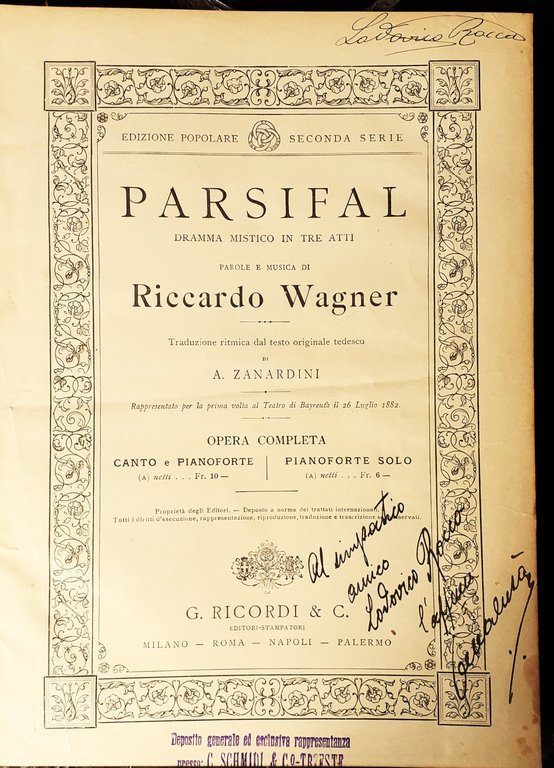 Lodovico Rocca
EDIZIONE POPOLARE SECONDA SERIE
PARSIFAL
DRAMMA MISTICO IN TRE ATTI
PAROLE E MUSICA DI
Riccardo Wagner
Traduzione ritmica dal testo originale tedesco
DI
A. ZANARDINI
Rappresentato per la prima volta al Teatro di Bayreuth il 26 Luglio 1882.
OPERA COMPLETA
CANTO e PIANOFORTE
(A) netti . . . Fr. 10 —
PIANOFORTE SOLO
(A) netti . . . Fr. 6 —
Proprietà degli Editori. — Deposto a norma dei trattati internazionali.
Tutti i diritti d'esecuzione, rappresentazione, riproduzione, traduzione e trascrizione sono riservati.
Al simpatico
amico
Lodovico Rocca
G. RICORDI & C.
EDITORI-STAMPATORI
MILANO — ROMA — NAPOLI — PALERMO
Deposito generale ed esclusiva rappresentanza
presso: C. SCHMIDL & Co-TRIESTE